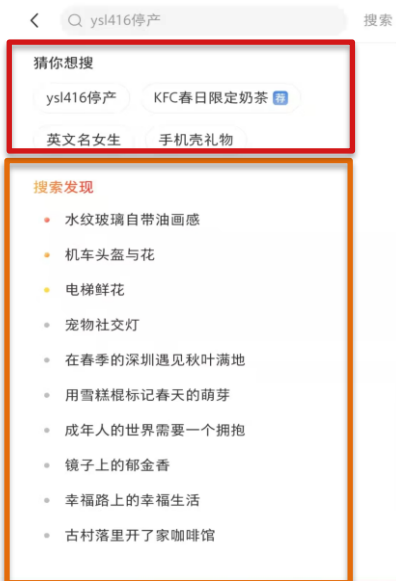 ysl416停产 搜索
猜你想搜
ysl416停产 KFC春日限定奶茶 荐
英文名女生 手机壳礼物
搜索发现
水纹玻璃自带油画感
机车头盔与花
电梯鲜花
宠物社交灯
在春季的深圳遇见秋叶满地
用雪糕棍标记春天的萌芽
成年人的世界需要一个拥抱
镜子上的郁金香
幸福路上的幸福生活
古村落里开了家咖啡馆